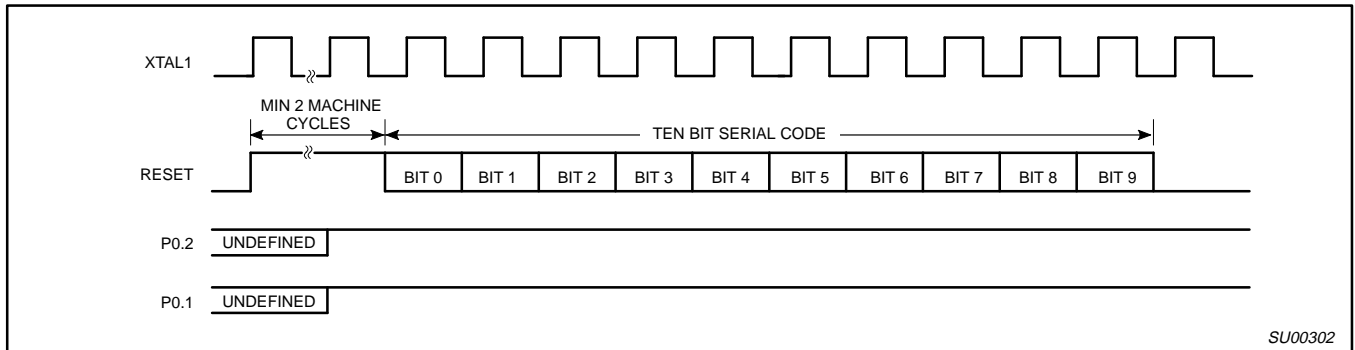 XTAL1
MIN 2 MACHINE
CYCLES
TEN BIT SERIAL CODE
RESET
BIT 0 BIT 1 BIT 2 BIT 3 BIT 4 BIT 5 BIT 6 BIT 7 BIT 8 BIT 9
P0.2 UNDEFINED
P0.1 UNDEFINED
SU00302